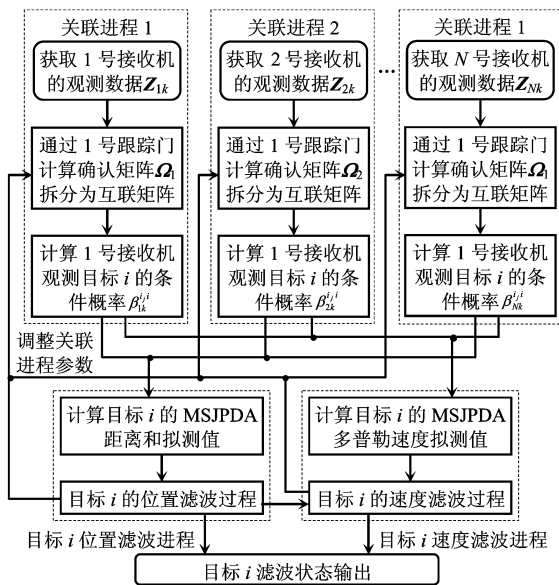 关联进程 1
获取 1 号接收机
的观测数据Z1k
通过 1 号跟踪门
计算确认矩阵Ω1
拆分为互联矩阵
计算 1 号接收机
观测目标 i 的条
件概率 β1k^{iji}
关联进程 2
获取 2 号接收机
的观测数据Z2k
通过 1 号跟踪门
计算确认矩阵Ω2
拆分为互联矩阵
计算 1 号接收机
观测目标 i 的条
件概率 β2k^{iji}
...
关联进程 1
获取 N 号接收机
的观测数据ZNk
通过 1 号跟踪门
计算确认矩阵Ω1
拆分为互联矩阵
计算 1 号接收机
观测目标 i 的条
件概率 βNk^{iji}
调整关联
进程参数
计算目标 i 的 MSJPDA
距离和拟测值
目标 i 的位置滤波过程
计算目标 i 的 MSJPDA
多普勒速度拟测值
目标 i 的速度滤波过程
目标 i 位置滤波进程
目标 i 速度滤波进程
目标 i 滤波状态输出